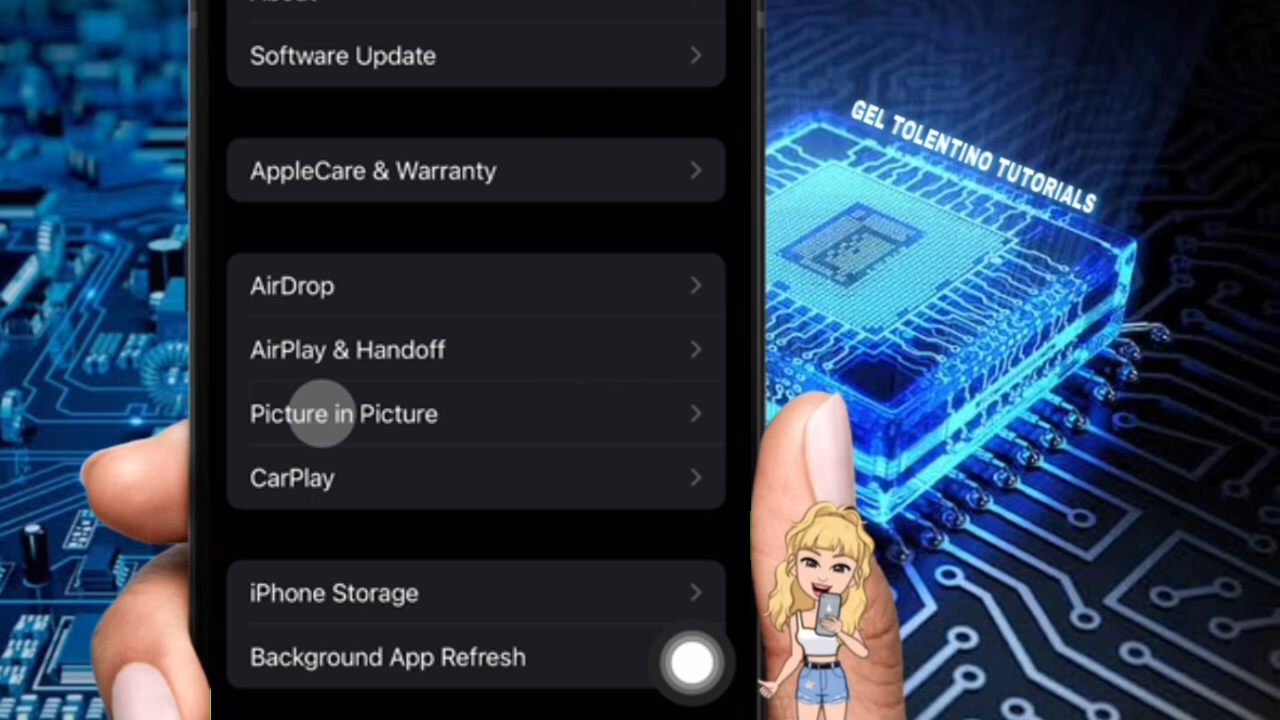 About
Software Update
AppleCare & Warranty
AirDrop
AirPlay & Handoff
Picture in Picture
CarPlay
iPhone Storage
Background App Refresh
GEL TOLENTINO TUTORIALS